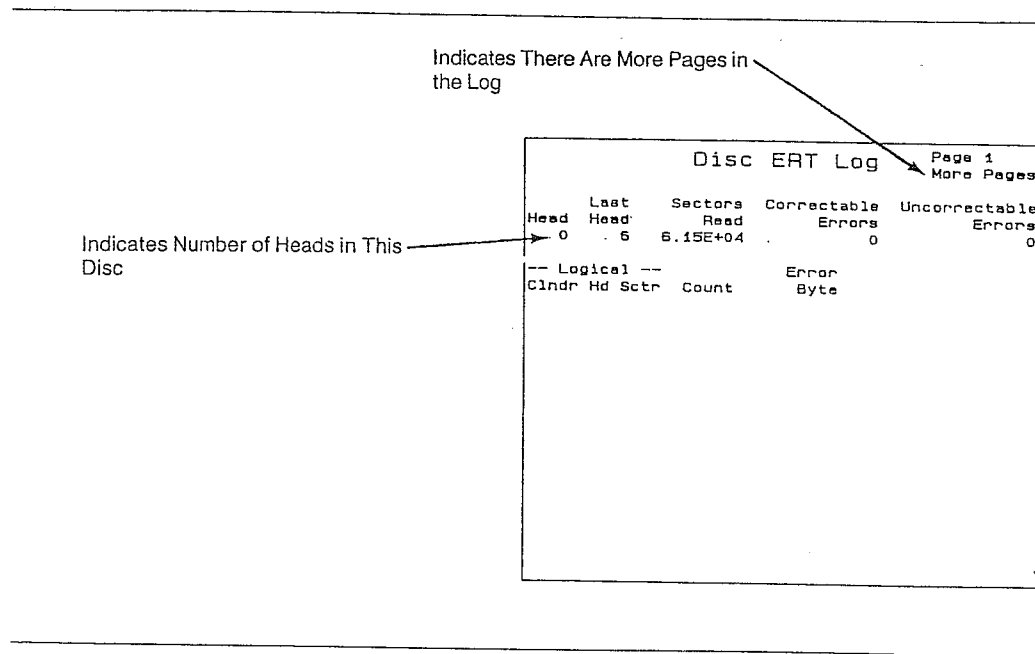 Indicates There Are More Pages in
the Log
Disc ERT Log Page 1
More Pages
Last Sectors Correctable Uncorrectable
Head Head Read Errors Errors
0 6 6.15E+04 0 0
Indicates Number of Heads in This
Disc
-- Logical -- Error
Clndr Hd Sctr Count Byte